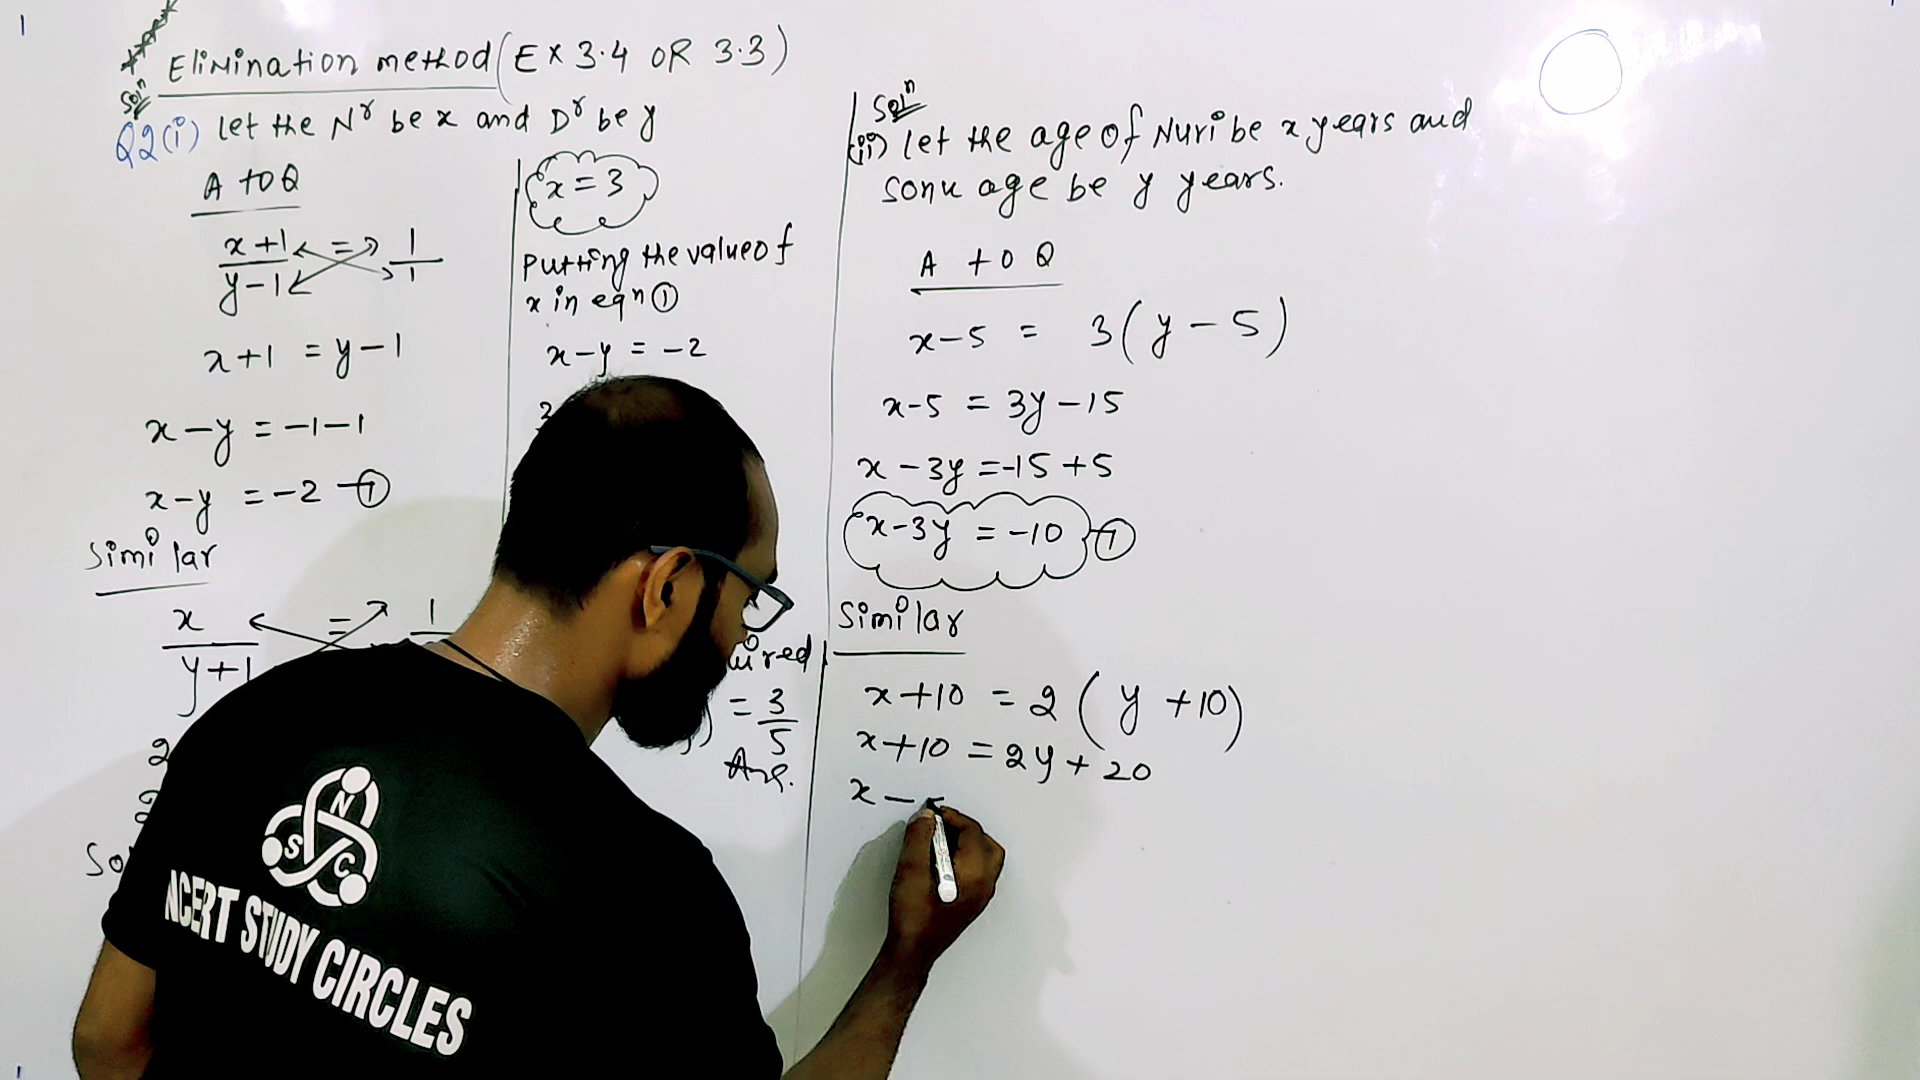 Elimination method (EX 3.4 OR 3.3)
Solⁿ
Q2(i) let the Nʳ be x and Dʳ be y
A to Q
x+1 = 1
y-1 1
x+1 = y-1
x-y = -1-1
x-y = -2 -①
Similar
x = 1
y+1
2
2
x = 3
Putting the value of
x in eqⁿ ①
x-y = -2
3
= 3
5
Ans.
Solⁿ
(ii) let the age of Nuri be x years and
sonu age be y years.
A to Q
x-5 = 3(y-5)
x-5 = 3y-15
x-3y = -15+5
x-3y = -10 -①
Similar
x+10 = 2(y+10)
x+10 = 2y+20
x-
N
S C
NCERT STUDY CIRCLES